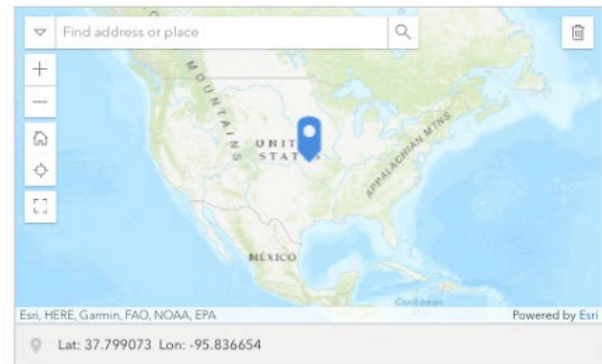 Find address or place
MOUNTAINS
UNITED
STATES
APPALACHIAN MTNS
MÉXICO
Caribbean
Esri, HERE, Garmin, FAO, NOAA, EPA
Powered by Esri
Lat: 37.799073 Lon: -95.836654